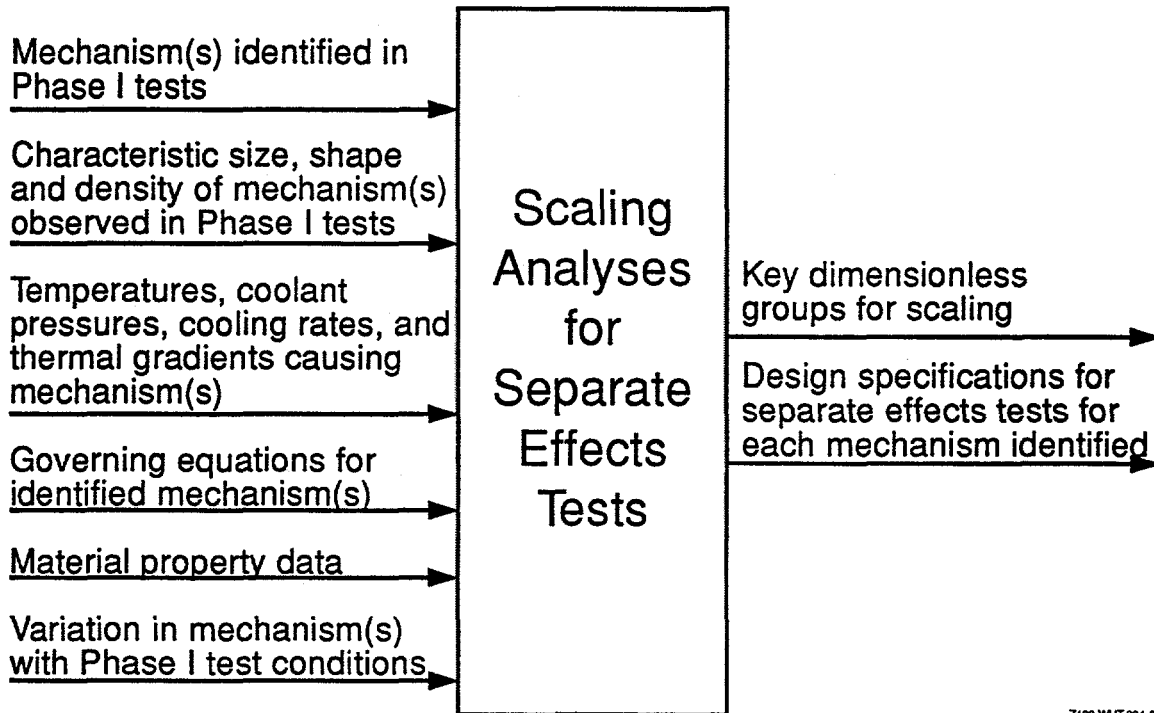 Mechanism(s) identified in
Phase I tests
Characteristic size, shape
and density of mechanism(s)
observed in Phase I tests
Temperatures, coolant
pressures, cooling rates, and
thermal gradients causing
mechanism(s)
Governing equations for
identified mechanism(s)
Material property data
Variation in mechanism(s)
with Phase I test conditions
Scaling
Analyses
for
Separate
Effects
Tests
Key dimensionless
groups for scaling
Design specifications for
separate effects tests for
each mechanism identified